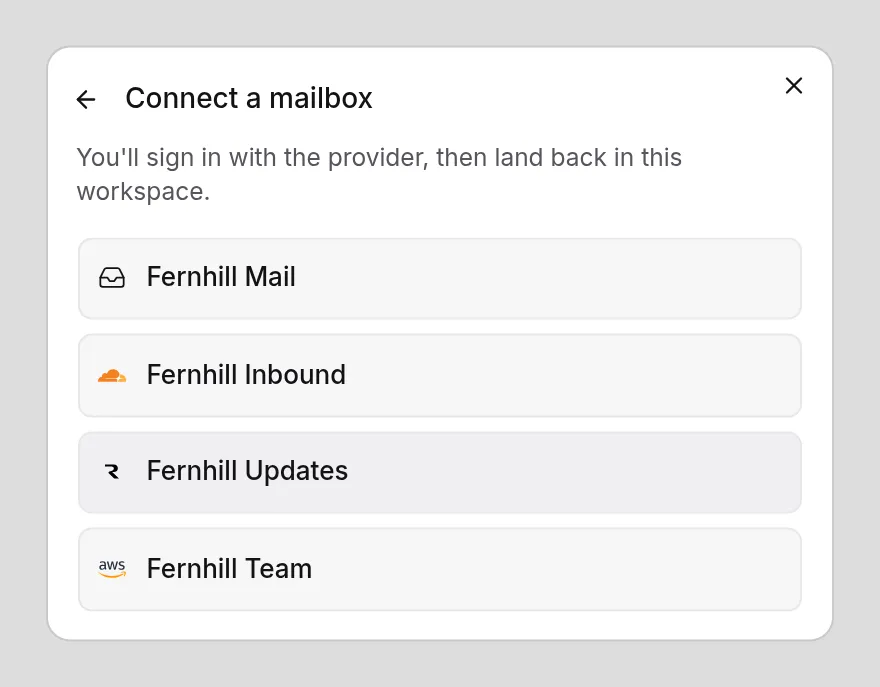 Connect a mailbox
You'll sign in with the provider, then land back in this
workspace.
Fernhill Mail
Fernhill Inbound
Fernhill Updates
aws
Fernhill Team